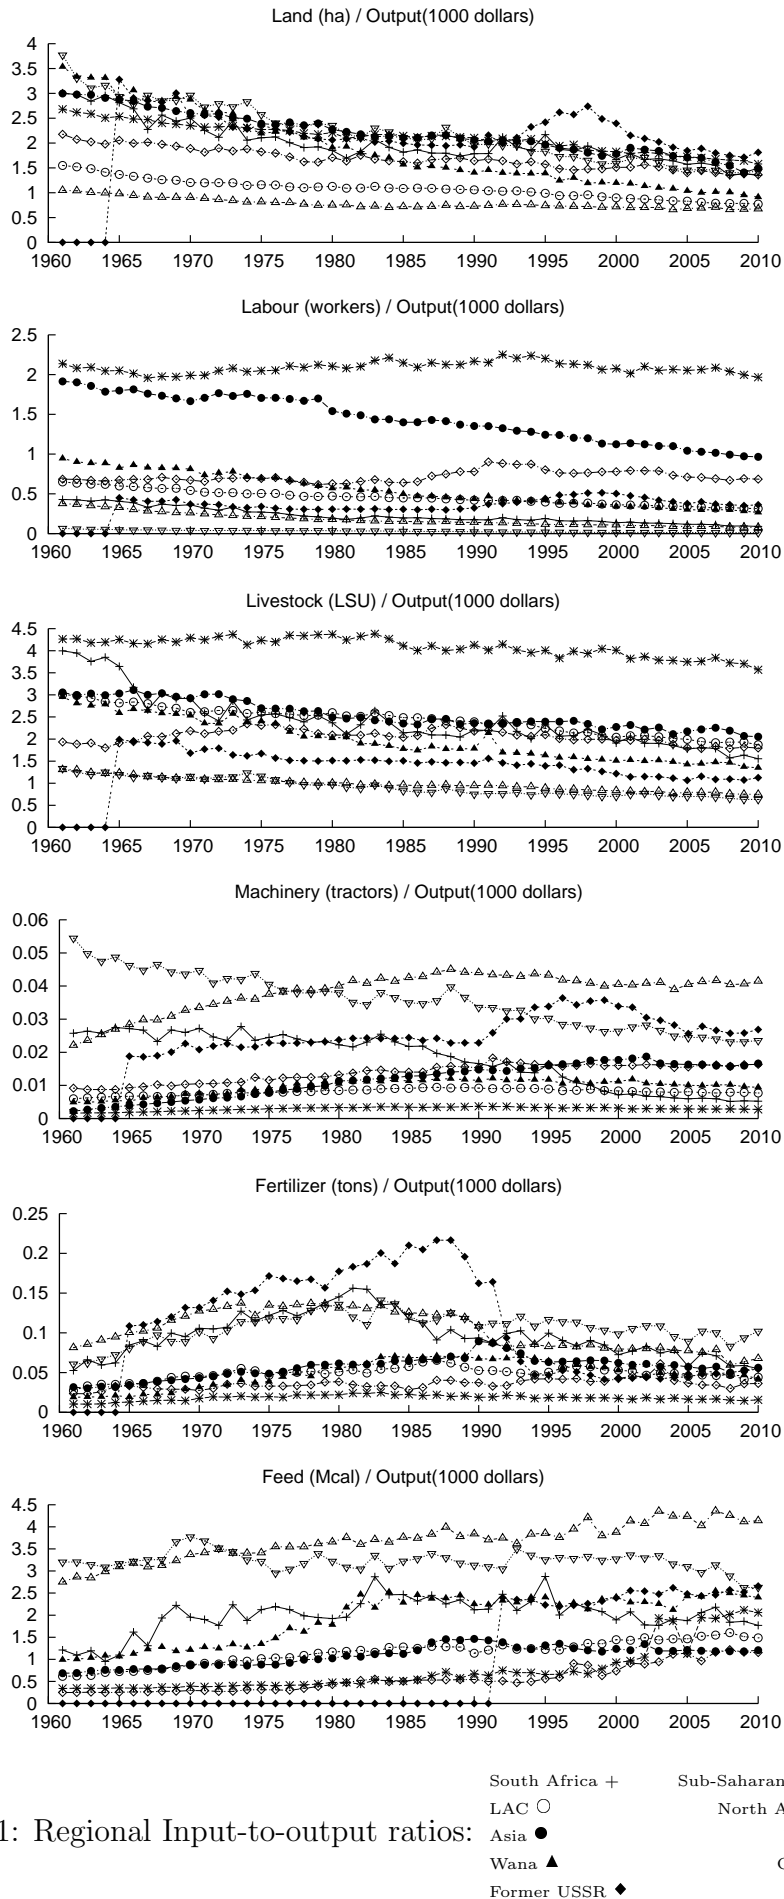 Land (ha) / Output(1000 dollars)
4
3.5
3
2.5
2
1.5
1
0.5
0
1960 1965 1970 1975 1980 1985 1990 1995 2000 2005 2010
Labour (workers) / Output(1000 dollars)
2.5
2
1.5
1
0.5
0
1960 1965 1970 1975 1980 1985 1990 1995 2000 2005 2010
Livestock (LSU) / Output(1000 dollars)
4.5
4
3.5
3
2.5
2
1.5
1
0.5
0
1960 1965 1970 1975 1980 1985 1990 1995 2000 2005 2010
Machinery (tractors) / Output(1000 dollars)
0.06
0.05
0.04
0.03
0.02
0.01
0
1960 1965 1970 1975 1980 1985 1990 1995 2000 2005 2010
Fertilizer (tons) / Output(1000 dollars)
0.25
0.2
0.15
0.1
0.05
0
1960 1965 1970 1975 1980 1985 1990 1995 2000 2005 2010
Feed (Mcal) / Output(1000 dollars)
4.5
4
3.5
3
2.5
2
1.5
1
0.5
0
1960 1965 1970 1975 1980 1985 1990 1995 2000 2005 2010
1: Regional Input-to-output ratios:
South Africa + Sub-Saharan
LAC North A
Asia
Wana
Former USSR